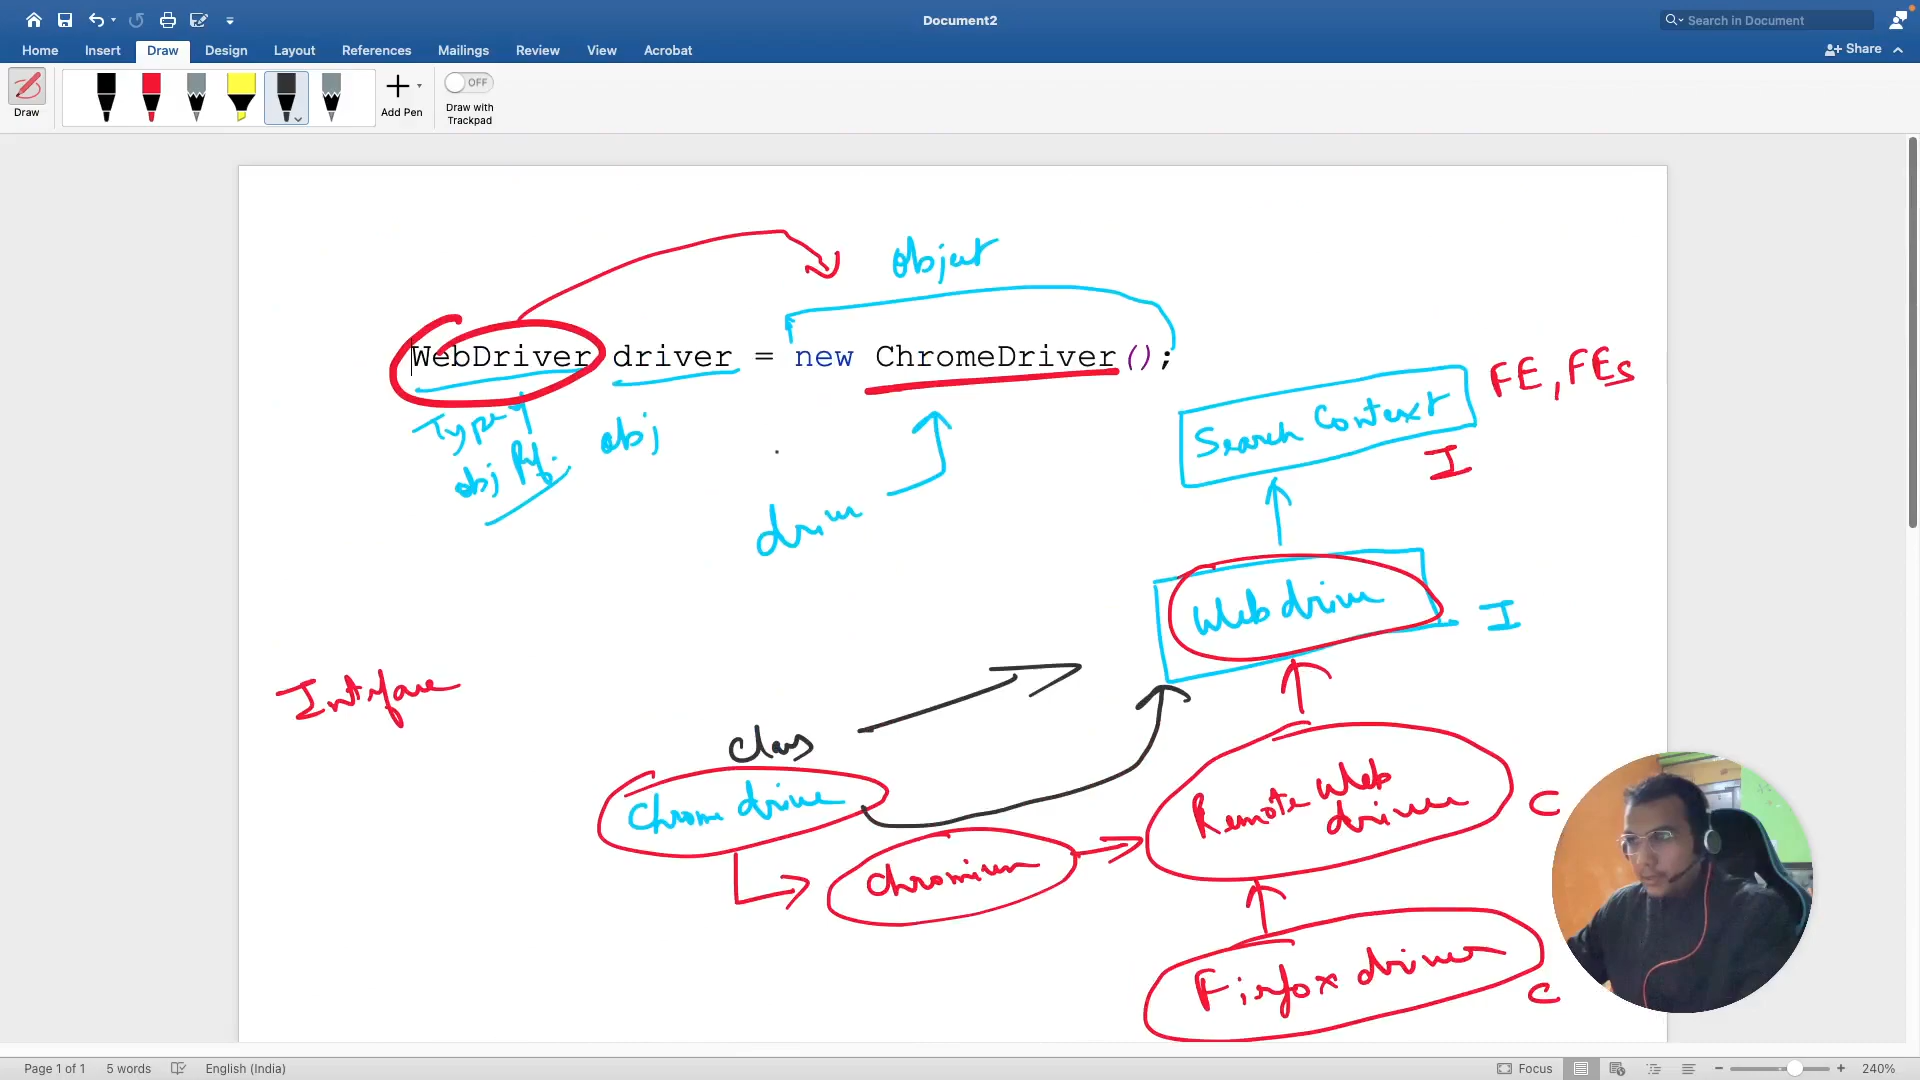 Document2
Search in Document
Home Insert Draw Design Layout References Mailings Review View Acrobat
Share
Draw
Add Pen
OFF
Draw with
Trackpad
object
WebDriver driver = new ChromeDriver();
Type of
obj Ref.
obj
driver
FE, FEs
Search Context
I
Web driver
I
Interface
class
Chrome driver
chromium
Remote Web
driver
C
Firfox driver
C
Page 1 of 1 5 words English (India)
Focus
240%